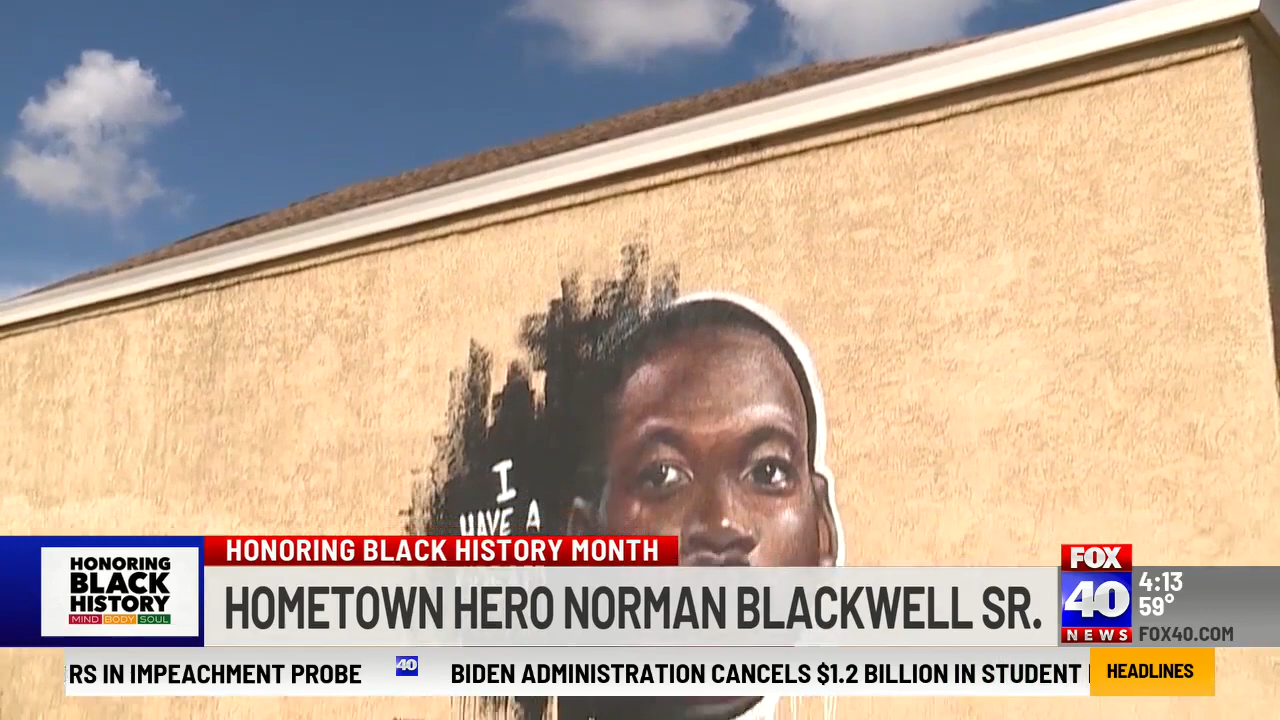 I
HAVE A
HONORING BLACK HISTORY MONTH
HONORING
BLACK
HISTORY
MIND BODY SOUL
HOMETOWN HERO NORMAN BLACKWELL SR.
FOX
40
NEWS
4:13
59°
FOX40.COM
RS IN IMPEACHMENT PROBE 40 BIDEN ADMINISTRATION CANCELS $1.2 BILLION IN STUDENT
HEADLINES